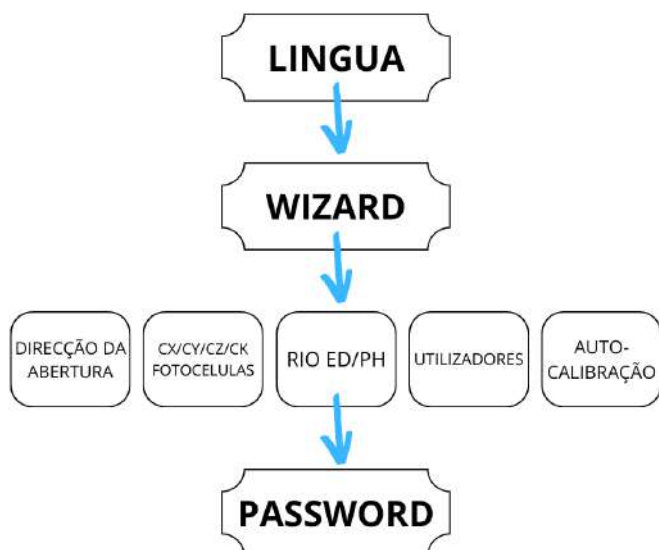 LINGUA
WIZARD
DIRECÇÃO DA
ABERTURA
CX/CY/CZ/CK
FOTOCELULAS
RIO ED/PH
UTILIZADORES
AUTO-
CALIBRAÇÃO
PASSWORD